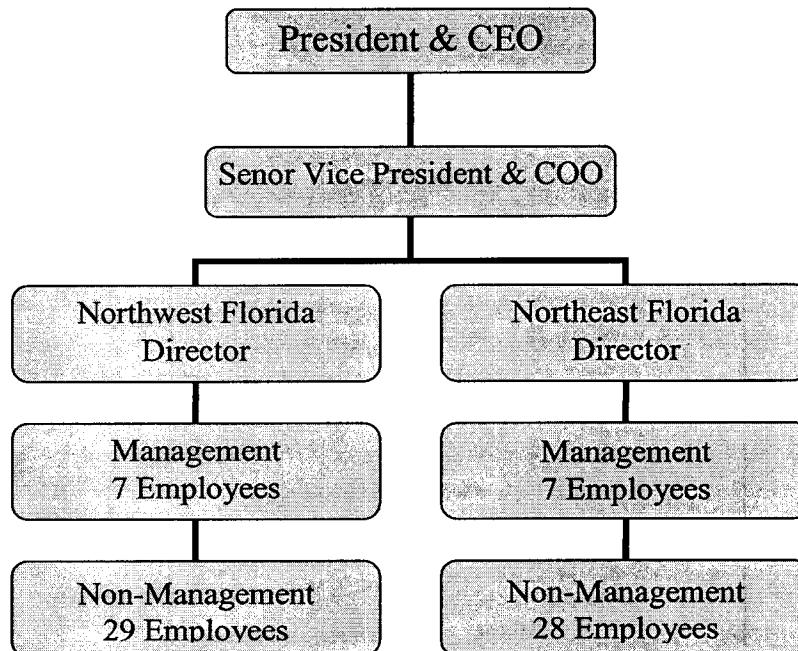 President & CEO
Senor Vice President & COO
Northwest Florida
Director
Northeast Florida
Director
Management
7 Employees
Management
7 Employees
Non-Management
29 Employees
Non-Management
28 Employees